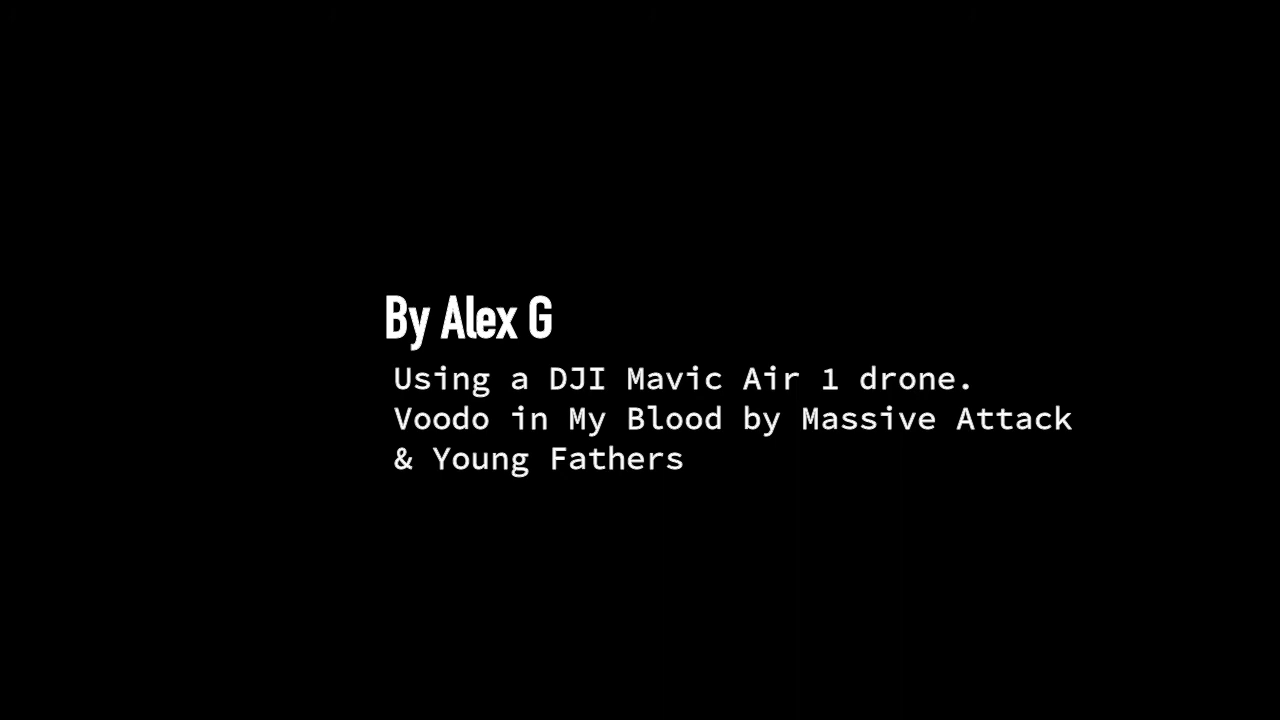 By Alex G
Using a DJI Mavic Air 1 drone.
Voodo in My Blood by Massive Attack
& Young Fathers